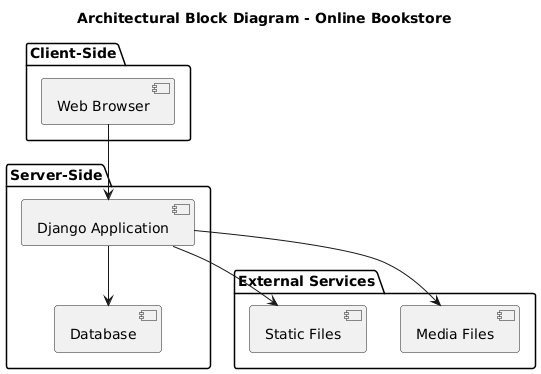 Architectural Block Diagram - Online Bookstore
Client-Side
Web Browser
Server-Side
Django Application
Database
External Services
Static Files
Media Files